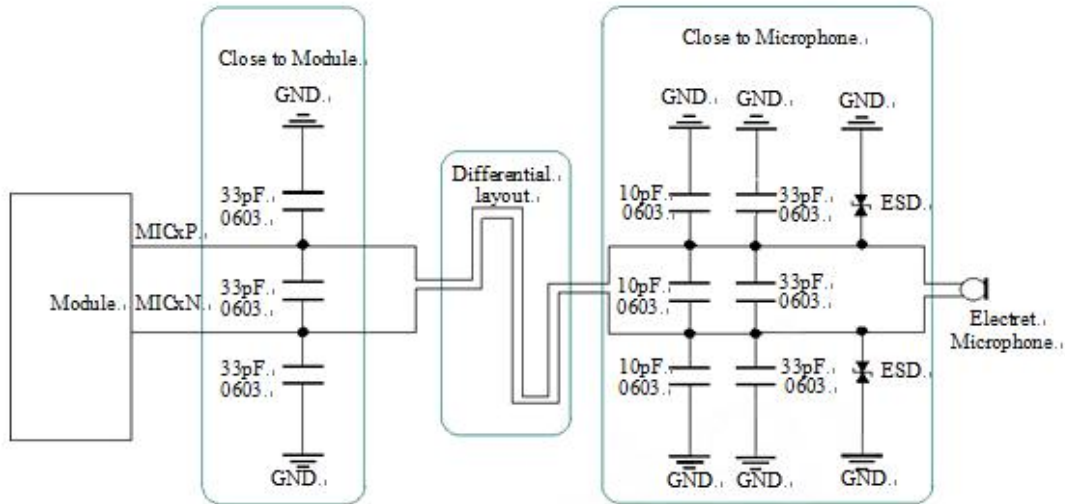 Close to Module.
GND.
33pF.
0603.
MICxP.
33pF.
0603.
MICxN.
Module.
33pF.
0603.
GND.
Differential.
layout.
Close to Microphone.
GND.
GND.
GND.
10pF.
0603.
33pF.
0603.
ESD.
10pF.
0603.
33pF.
0603.
10pF.
0603.
33pF.
0603.
ESD.
GND.
GND.
GND.
Electret.
Microphone.